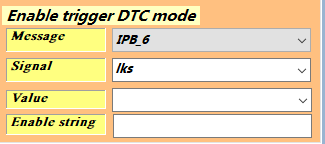 Enable trigger DTC mode
Message IPB_6
Signal lks
Value
Enable string